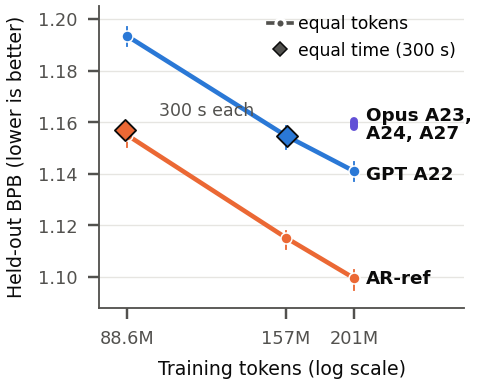 equal tokens
equal time (300 s)
Held-out BPB (lower is better)
1.20
1.18
1.16
1.14
1.12
1.10
300 s each
Opus A23,
A24, A27
GPT A22
AR-ref
88.6M 157M 201M
Training tokens (log scale)